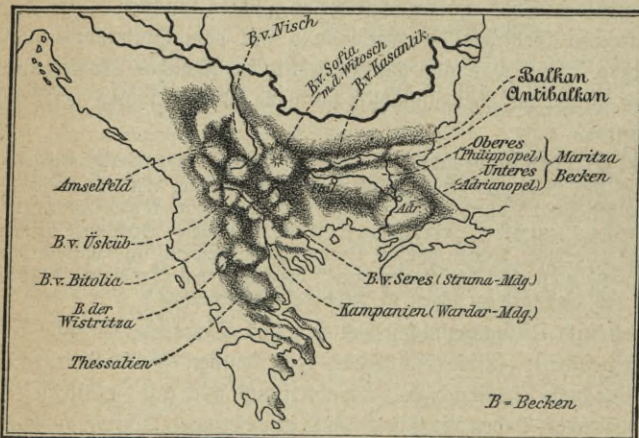 B. v. Nisch
B. v. Sofia
m. d. Witosch
B. v. Kasanlik
Balkan
Antibalkan
Oberes
(Philippopel)
Unteres
(Adrianopel)
Maritza
Becken
Phil.
Adr.
Amselfeld
B. v. Üsküb
B. v. Bitolia
B. der
Wistritza
Thessalien
B. v. Seres (Struma-Mdg.)
Kampanien (Wardar-Mdg.)
B = Becken